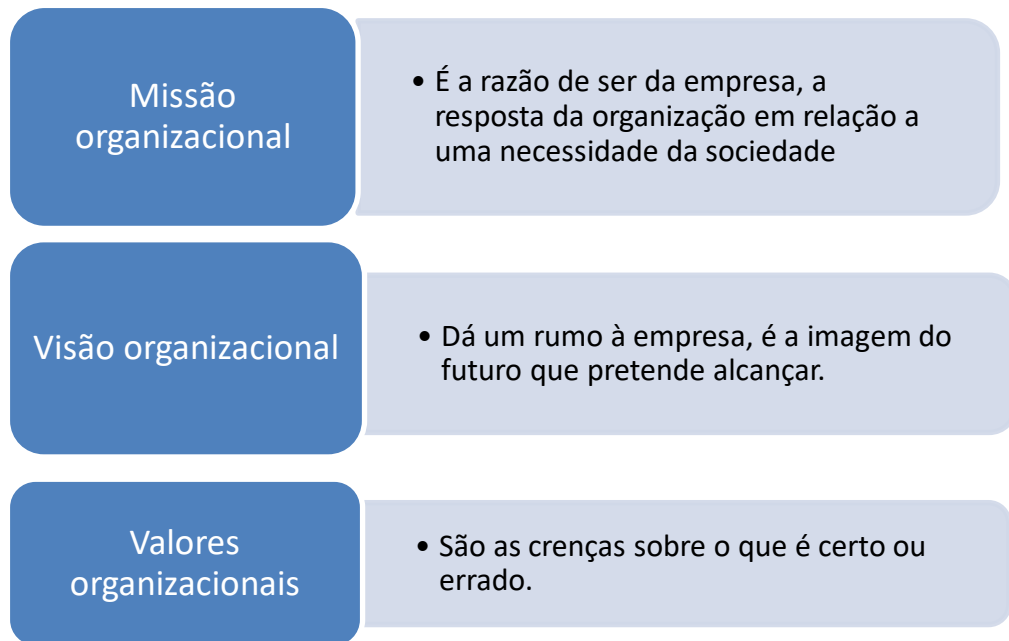 Missão
organizacional
• É a razão de ser da empresa, a
resposta da organização em relação a
uma necessidade da sociedade
Visão organizacional
• Dá um rumo à empresa, é a imagem do
futuro que pretende alcançar.
Valores
organizacionais
• São as crenças sobre o que é certo ou
errado.